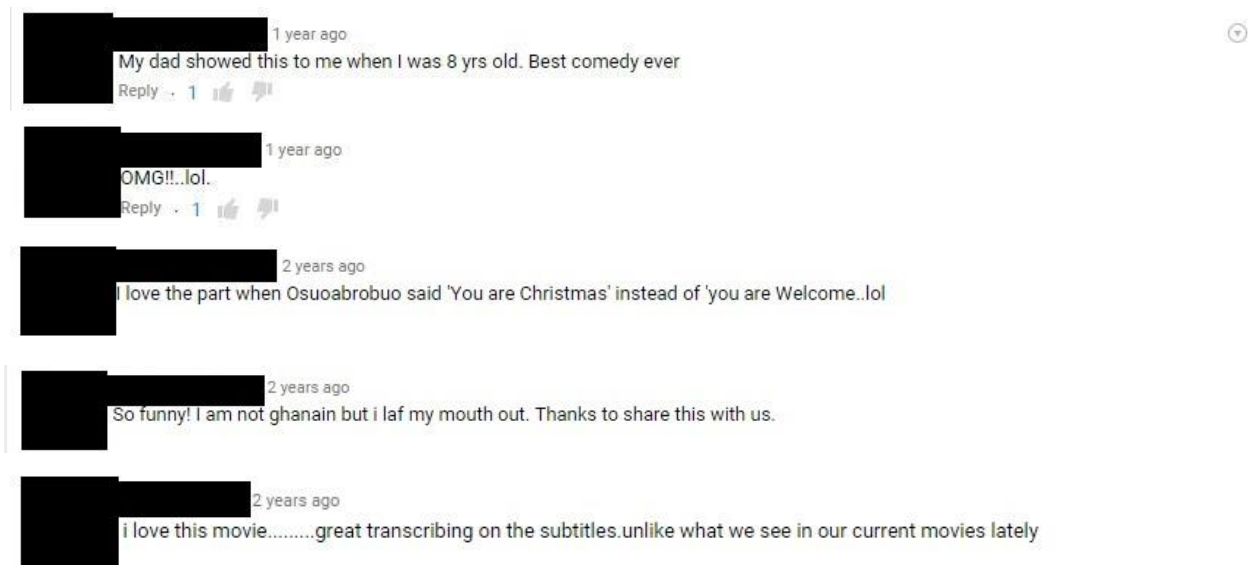 1 year ago
My dad showed this to me when I was 8 yrs old. Best comedy ever
Reply . 1
1 year ago
OMG!!..lol.
Reply . 1
2 years ago
I love the part when Osuoabrobuo said 'You are Christmas' instead of 'you are Welcome..lol
2 years ago
So funny! I am not ghanain but i laf my mouth out. Thanks to share this with us.
2 years ago
i love this movie.........great transcribing on the subtitles.unlike what we see in our current movies lately